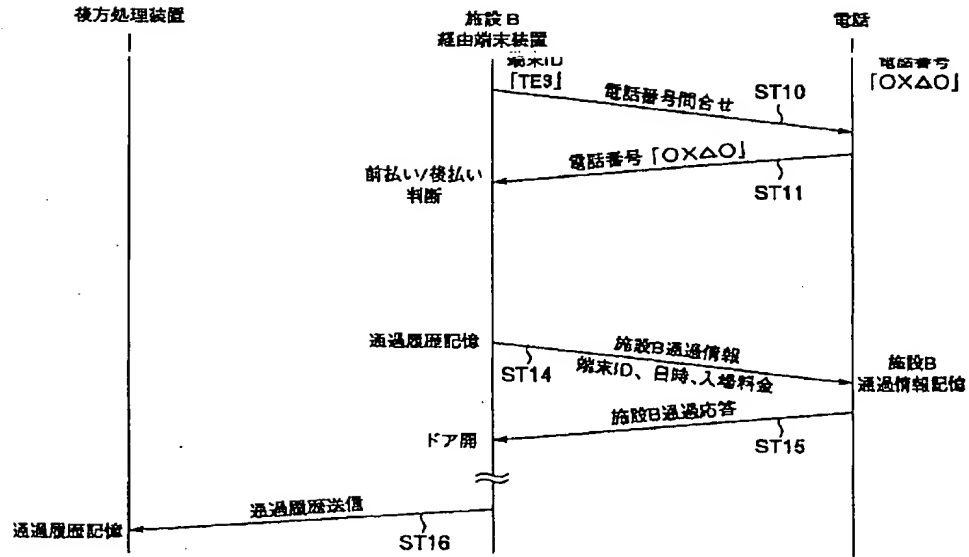 後方処理装置
施設B
経由端末装置
電話
端末ID
「TE3」
電話番号
「○×△○」
電話番号問合せ
ST10
電話番号「○×△○」
ST11
前払い/後払い
判断
通過履歴記憶
施設B通過情報
端末ID、日時、入場料金
ST14
施設B
通過情報記憶
施設B通過応答
ST15
ドア開
通過履歴送信
ST16
通過履歴記憶